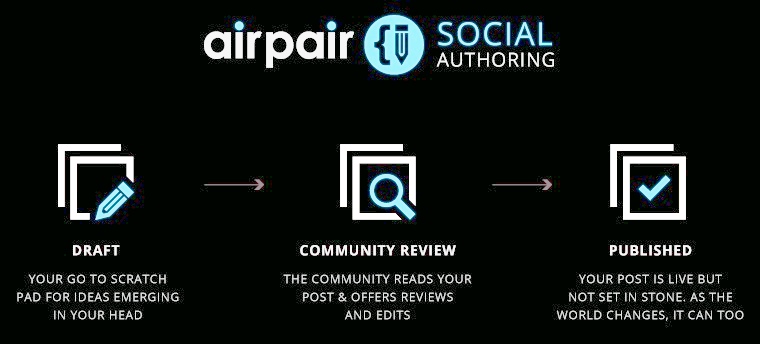 airpair
SOCIAL
AUTHORING
DRAFT
YOUR GO TO SCRATCH
PAD FOR IDEAS EMERGING
IN YOUR HEAD
COMMUNITY REVIEW
THE COMMUNITY READS YOUR
POST & OFFERS REVIEWS
AND EDITS
PUBLISHED
YOUR POST IS LIVE BUT
NOT SET IN STONE. AS THE
WORLD CHANGES, IT CAN TOO